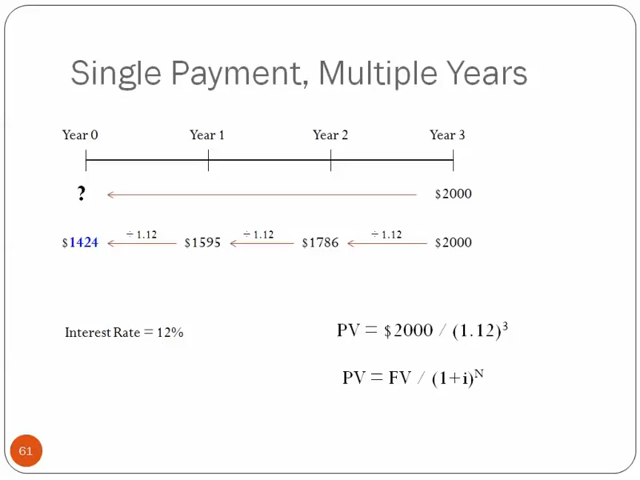 Single Payment, Multiple Years
Year 0 Year 1 Year 2 Year 3
? $2000
÷ 1.12 ÷ 1.12 ÷ 1.12
$1424 $1595 $1786 $2000
Interest Rate = 12%
PV = $2000 / (1.12)³
PV = FV / (1+i)ᴺ
61